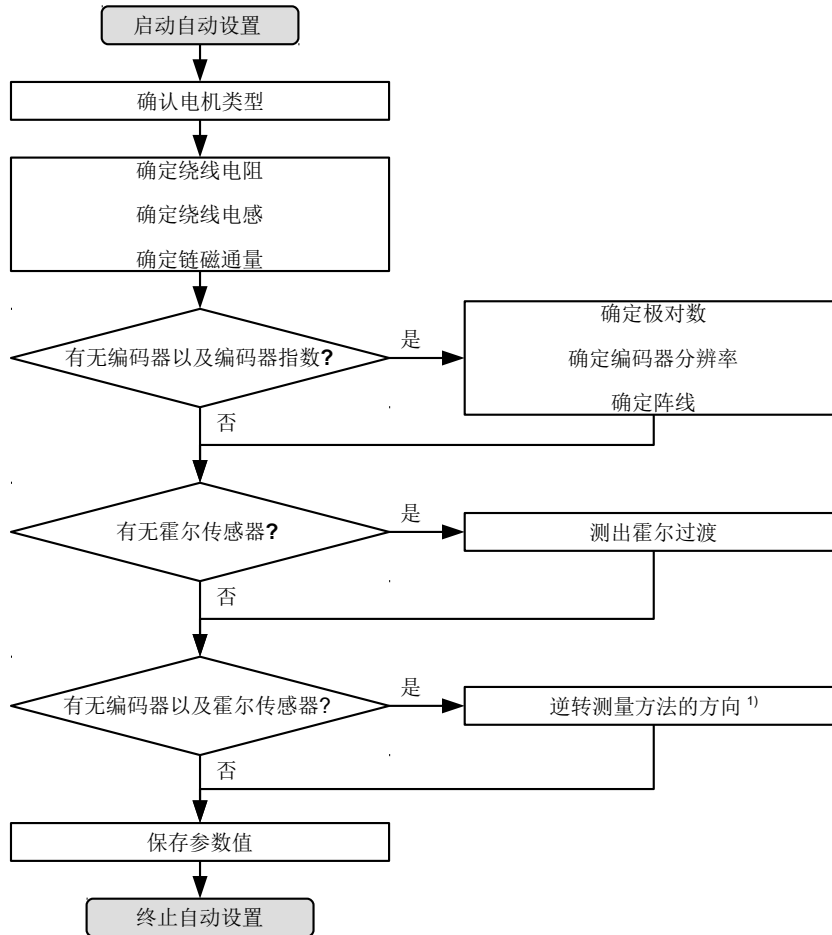 启动自动设置
确认电机类型
确定绕线电阻
确定绕线电感
确定链磁通量
有无编码器以及编码器指数?
是
确定极对数
确定编码器分辨率
确定阵线
否
有无霍尔传感器?
是
测出霍尔过渡
否
有无编码器以及霍尔传感器?
是
逆转测量方法的方向 1)
否
保存参数值
终止自动设置